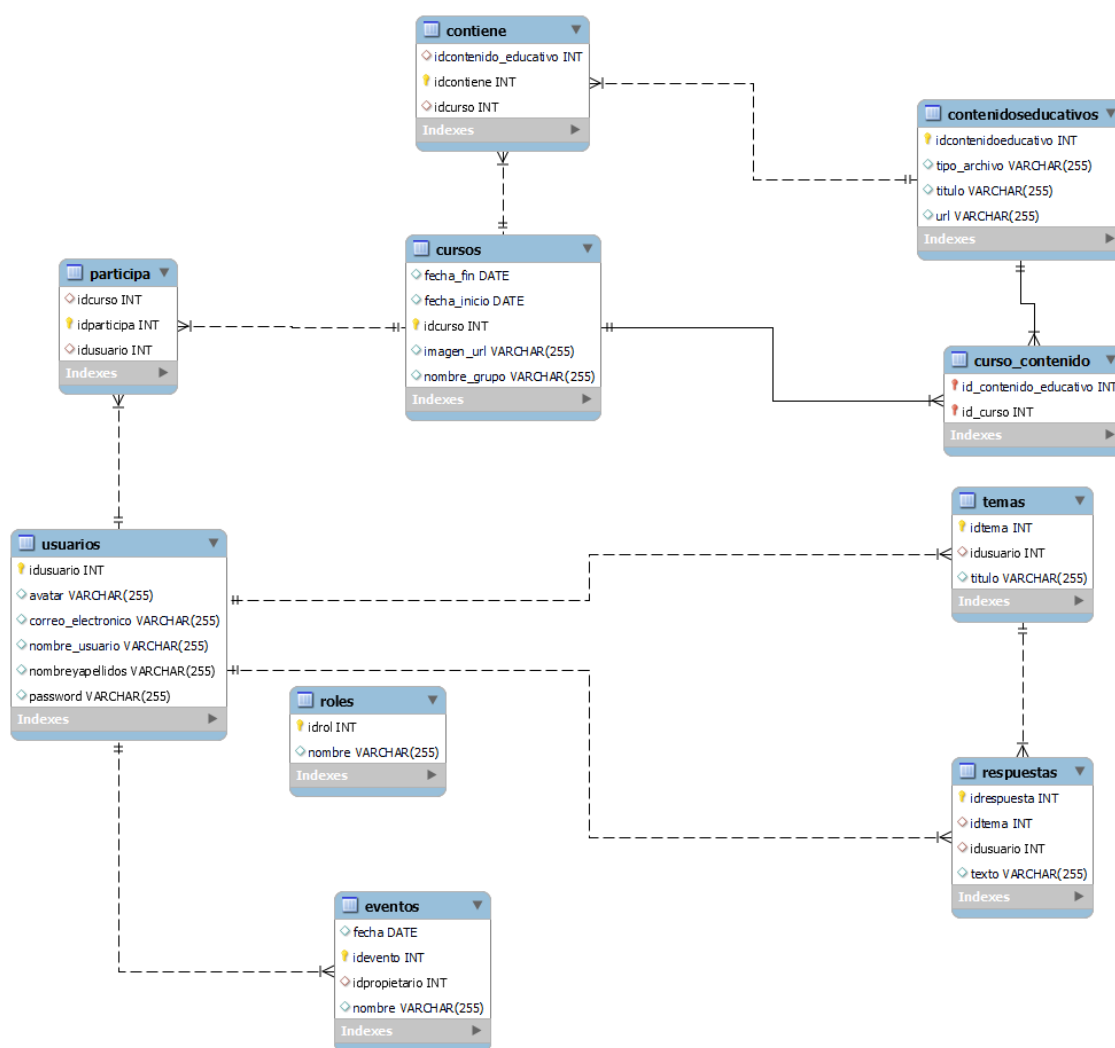 contiene
idcontenido_educativo INT
idcontiene INT
idcurso INT
Indexes
contenidoseducativos
idcontenidoeducativo INT
tipo_archivo VARCHAR(255)
titulo VARCHAR(255)
url VARCHAR(255)
Indexes
cursos
fecha_fin DATE
fecha_inicio DATE
idcurso INT
imagen_url VARCHAR(255)
nombre_grupo VARCHAR(255)
Indexes
participa
idcurso INT
idparticipa INT
idusuario INT
Indexes
curso_contenido
id_contenido_educativo INT
id_curso INT
Indexes
temas
idtema INT
idusuario INT
titulo VARCHAR(255)
Indexes
usuarios
idusuario INT
avatar VARCHAR(255)
correo_electronico VARCHAR(255)
nombre_usuario VARCHAR(255)
nombreyapellidos VARCHAR(255)
password VARCHAR(255)
Indexes
roles
idrol INT
nombre VARCHAR(255)
Indexes
respuestas
idrespuesta INT
idtema INT
idusuario INT
texto VARCHAR(255)
Indexes
eventos
fecha DATE
idevento INT
idpropietario INT
nombre VARCHAR(255)
Indexes